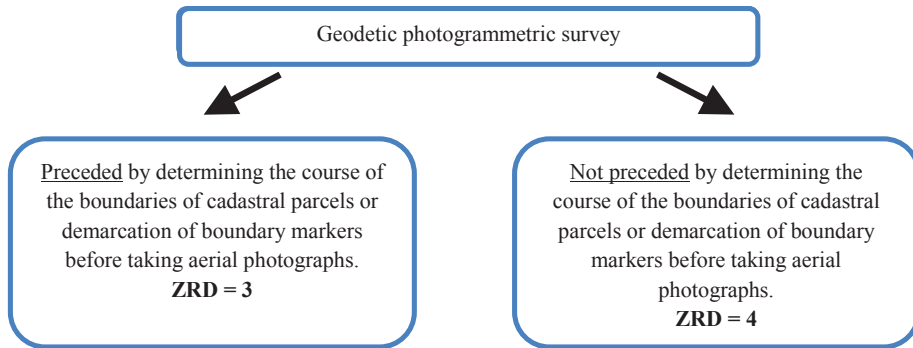 Geodetic photogrammetric survey
Preceded by determining the course of
the boundaries of cadastral parcels or
demarcation of boundary markers
before taking aerial photographs.
ZRD = 3
Not preceded by determining the
course of the boundaries of cadastral
parcels or demarcation of boundary
markers before taking aerial
photographs.
ZRD = 4